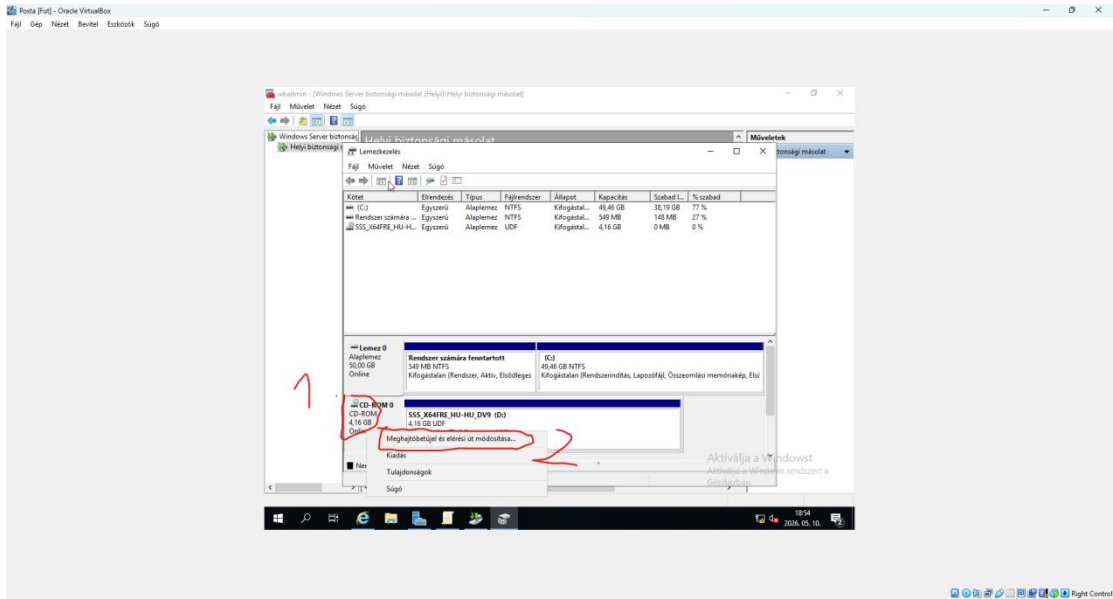 Posta [Fut] - Oracle VirtualBox
Fájl Gép Nézet Bevitel Eszközök Súgó
wbadmin - [Windows Server biztonsági másolat (Helyi)\Helyi biztonsági másolat]
Fájl Művelet Nézet Súgó
Windows Server biztonság
Helyi biztonsági
Helyi biztonsági másolat
Műveletek
tonsági másolat
Lemezkezelés
Fájl Művelet Nézet Súgó
Kötet Elrendezés Típus Fájlrendszer Állapot Kapacitás Szabad l... % szabad
(C:) Egyszerű Alaplemez NTFS Kifogástal... 49,46 GB 38,19 GB 77 %
Rendszer számára ... Egyszerű Alaplemez NTFS Kifogástal... 549 MB 148 MB 27 %
SSS_X64FRE_HU-H... Egyszerű Alaplemez UDF Kifogástal... 4,16 GB 0 MB 0 %
Lemez 0
Alaplemez
50,00 GB
Online
Rendszer számára fenntartott
549 MB NTFS
Kifogástalan (Rendszer, Aktív, Elsődleges
(C:)
49,46 GB NTFS
Kifogástalan (Rendszerindítás, Lapozófájl, Összeomlási memóriakép, Elsé
1
CD-ROM 0
CD-ROM
4,16 GB
Online
SSS_X64FRE_HU-HU_DV9 (D:)
4,16 GB UDF
Meghajtóbetűjel és elérési út módosítása...
2
Kiadás
Tulajdonságok
Súgó
Nem
Aktiválja a Windowst
Aktiválja a Windows rendszert a
Gépházban.
18:54
2026. 05. 10.
2
Right Control